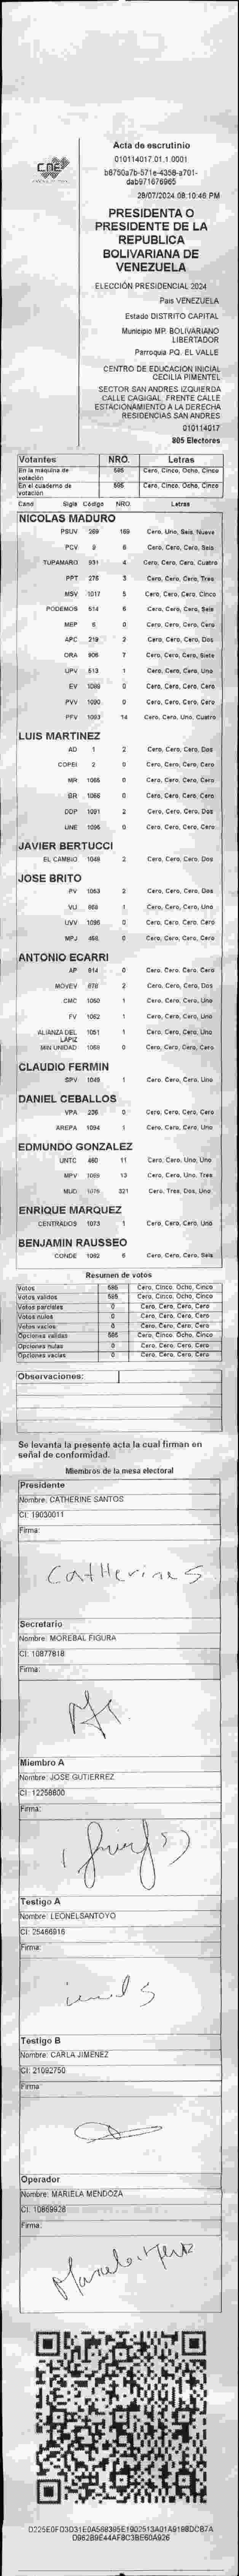 CNE
Acta de escrutinio
010114017.01.1.0001
b8750a7b-571e-4358-a701-
dab971676965
28/07/2024 08:10:46 PM
PRESIDENTA O
PRESIDENTE DE LA
REPUBLICA
BOLIVARIANA DE
VENEZUELA
ELECCIÓN PRESIDENCIAL 2024
Pais VENEZUELA
Estado DISTRITO CAPITAL
Municipio MP. BOLIVARIANO
LIBERTADOR
Parroquia PQ. EL VALLE
CENTRO DE EDUCACIÓN INICIAL
CECILIA PIMENTEL
SECTOR SAN ANDRES IZQUIERDA
CALLE CAGIGAL. FRENTE CALLE
ESTACIONAMIENTO A LA DERECHA
RESIDENCIAS SAN ANDRES
010114017
805 Electores
Votantes NRO. Letras
En la máquina de votación 585 Cero, Cinco, Ocho, Cinco
En el cuaderno de votación 585 Cero, Cinco, Ocho, Cinco
Cand Sigla Código NRO. Letras
NICOLAS MADURO
PSUV 269 169 Cero, Uno, Seis, Nueve
PCV 6 Cero, Cero, Cero, Seis
TUPAMARO 931 4 Cero, Cero, Cero, Cuatro
PPT 275 3 Cero, Cero, Cero, Tres
MSV 1017 5 Cero, Cero, Cero, Cinco
PODEMOS 514 6 Cero, Cero, Cero, Seis
MEP 6 0 Cero, Cero, Cero, Cero
APC 219 2 Cero, Cero, Cero, Dos
ORA 906 7 Cero, Cero, Cero, Siete
UPV 513 1 Cero, Cero, Cero, Uno
EV 1089 0 Cero, Cero, Cero, Cero
PVV 1090 0 Cero, Cero, Cero, Cero
PFV 1093 14 Cero, Cero, Uno, Cuatro
LUIS MARTINEZ
AD 1 2 Cero, Cero, Cero, Dos
COPEI 2 0 Cero, Cero, Cero, Cero
MR 1065 0 Cero, Cero, Cero, Cero
BR 1066 0 Cero, Cero, Cero, Cero
DDP 1091 2 Cero, Cero, Cero, Dos
UNE 1095 0 Cero, Cero, Cero, Cero
JAVIER BERTUCCI
EL CAMBIO 1048 2 Cero, Cero, Cero, Dos
JOSE BRITO
PV 1053 2 Cero, Cero, Cero, Dos
VU 868 1 Cero, Cero, Cero, Uno
UVV 1096 0 Cero, Cero, Cero, Cero
MPJ 466 0 Cero, Cero, Cero, Cero
ANTONIO ECARRI
AP 914 0 Cero, Cero, Cero, Cero
MOVEV 878 2 Cero, Cero, Cero, Dos
CMC 1050 1 Cero, Cero, Cero, Uno
FV 1062 1 Cero, Cero, Cero, Uno
ALIANZA DEL LÁPIZ 1051 1 Cero, Cero, Cero, Uno
MIN UNIDAD 1058 0 Cero, Cero, Cero, Cero
CLAUDIO FERMIN
SPV 1049 1 Cero, Cero, Cero, Uno
DANIEL CEBALLOS
VPA 226 0 Cero, Cero, Cero, Cero
AREPA 1094 1 Cero, Cero, Cero, Uno
EDMUNDO GONZALEZ
UNTC 460 11 Cero, Cero, Uno, Uno
MPV 1069 13 Cero, Cero, Uno, Tres
MUD 1076 321 Cero, Tres, Dos, Uno
ENRIQUE MARQUEZ
CENTRADOS 1073 1 Cero, Cero, Cero, Uno
BENJAMIN RAUSSEO
CONDE 1082 6 Cero, Cero, Cero, Seis
Resumen de votos
Votos 585 Cero, Cinco, Ocho, Cinco
Votos validos 585 Cero, Cinco, Ocho, Cinco
Votos parciales 0 Cero, Cero, Cero, Cero
Votos nulos 0 Cero, Cero, Cero, Cero
Votos vacios 0 Cero, Cero, Cero, Cero
Opciones validas 585 Cero, Cinco, Ocho, Cinco
Opciones nulas 0 Cero, Cero, Cero, Cero
Opciones vacias 0 Cero, Cero, Cero, Cero
Observaciones:
Se levanta la presente acta la cual firman en
señal de conformidad.
Miembros de la mesa electoral
Presidente
Nombre: CATHERINE SANTOS
CI: 19030011
Firma:
Catherine S
Secretario
Nombre: MOREBAL FIGURA
CI: 10877818
Firma:
Miembro A
Nombre: JOSE GUTIERREZ
CI: 12258600
Firma:
Testigo A
Nombre: LEONELSANTOYO
CI: 25466916
Firma:
Testigo B
Nombre: CARLA JIMENEZ
CI: 21092750
Firma:
Operador
Nombre: MARIELA MENDOZA
CI: 10869926
Firma:
D225E0FD3D31E0A588395E1902513A01A9198DCB7A
D962B9E44AF8C3BE60A926